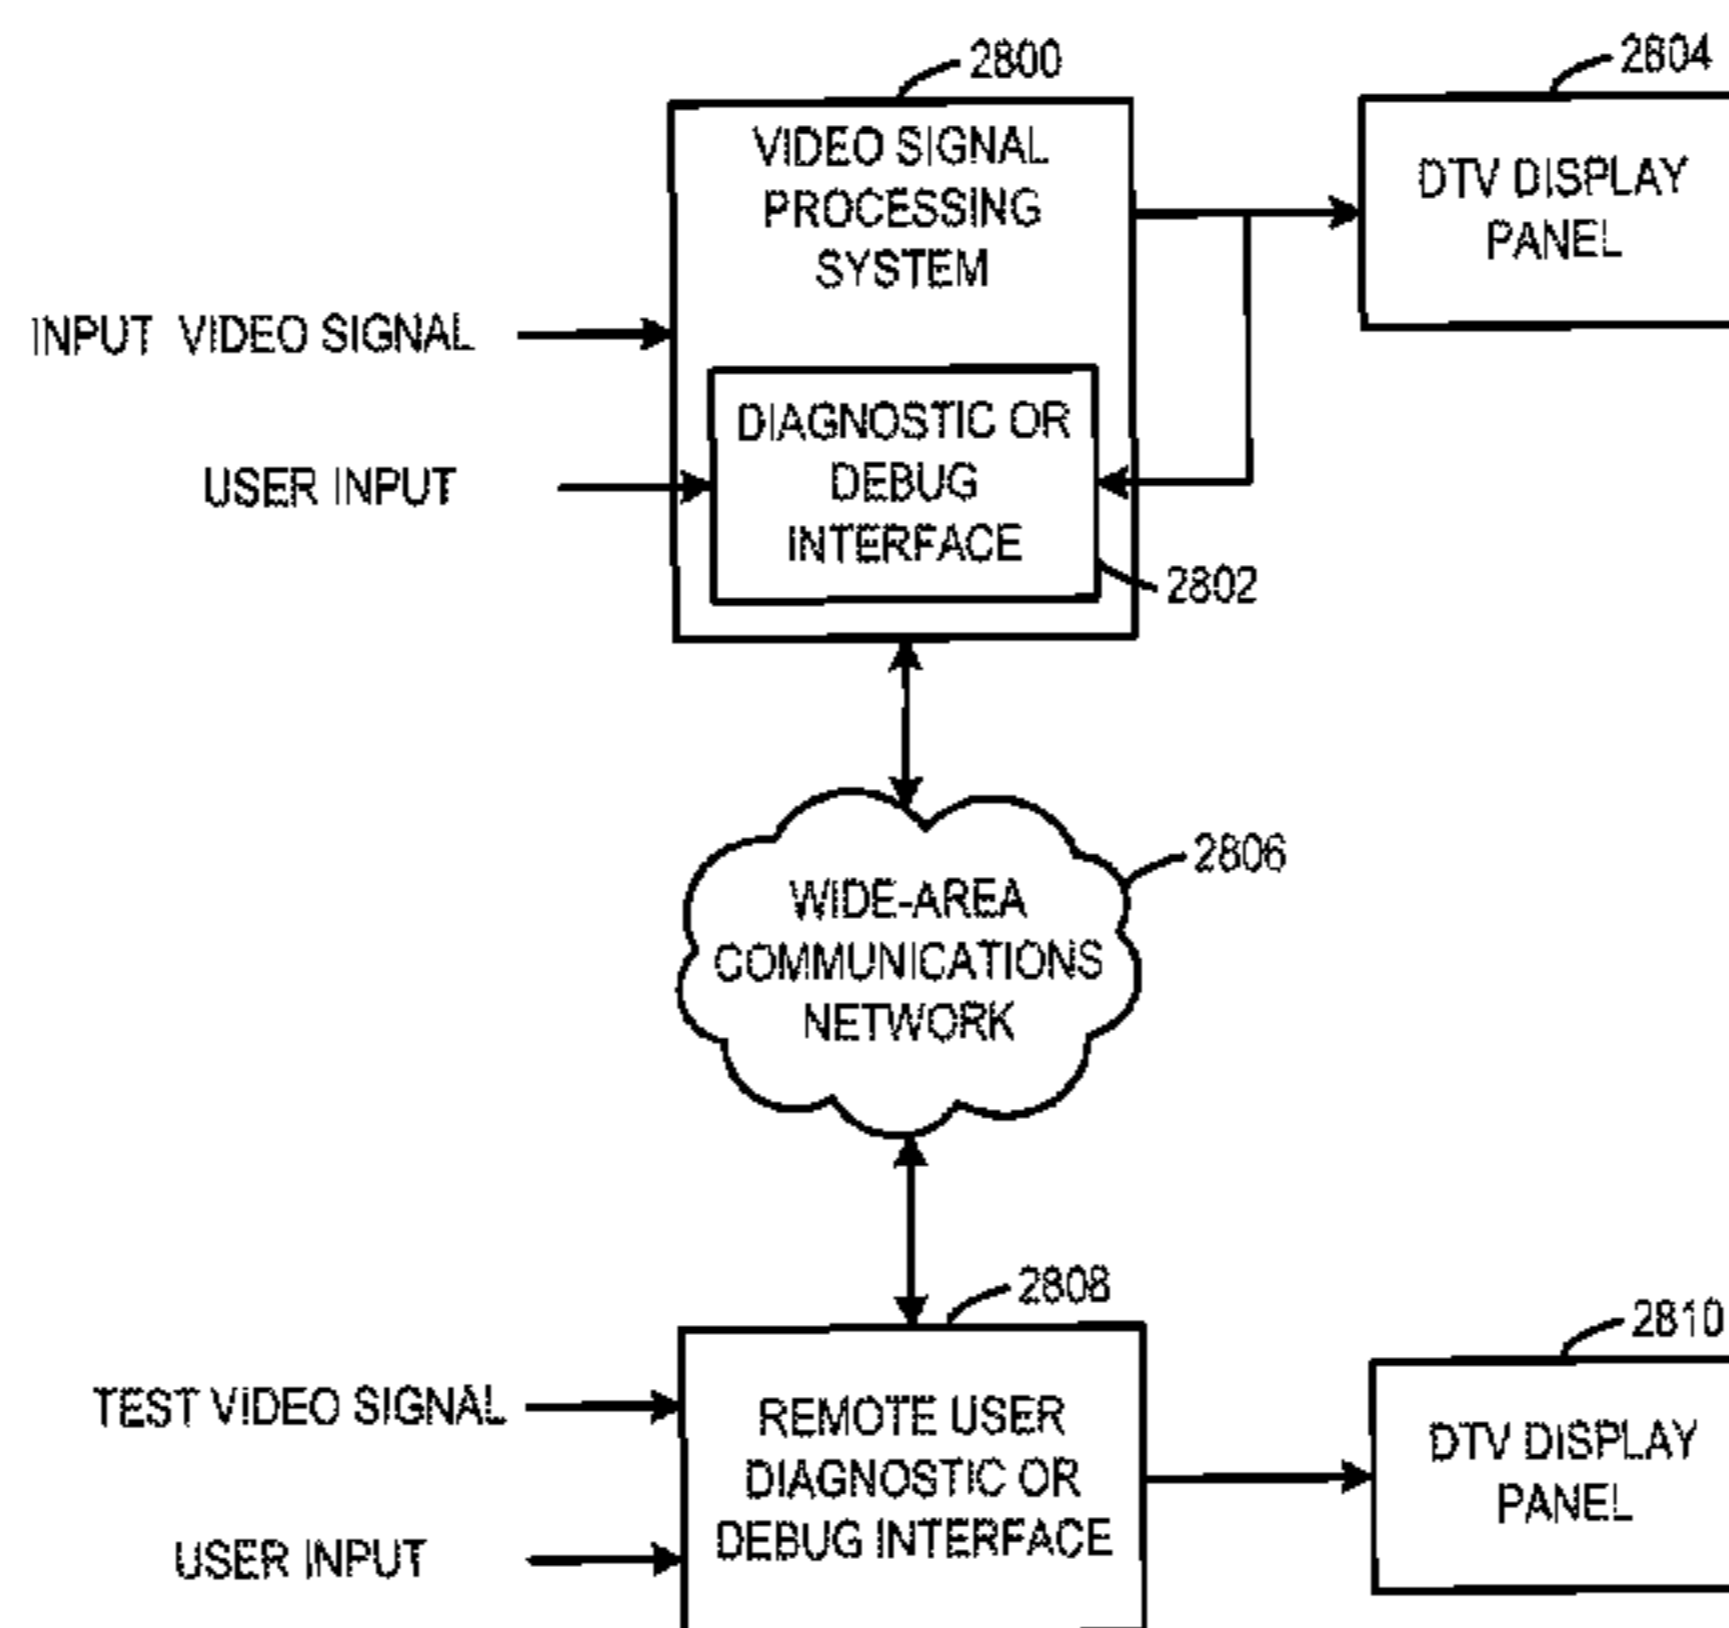 2800
2804
VIDEO SIGNAL
PROCESSING
SYSTEM
DTV DISPLAY
PANEL
INPUT VIDEO SIGNAL
DIAGNOSTIC OR
DEBUG
INTERFACE
USER INPUT
2802
2806
WIDE-AREA
COMMUNICATIONS
NETWORK
2808
2810
TEST VIDEO SIGNAL
REMOTE USER
DIAGNOSTIC OR
DEBUG INTERFACE
DTV DISPLAY
PANEL
USER INPUT